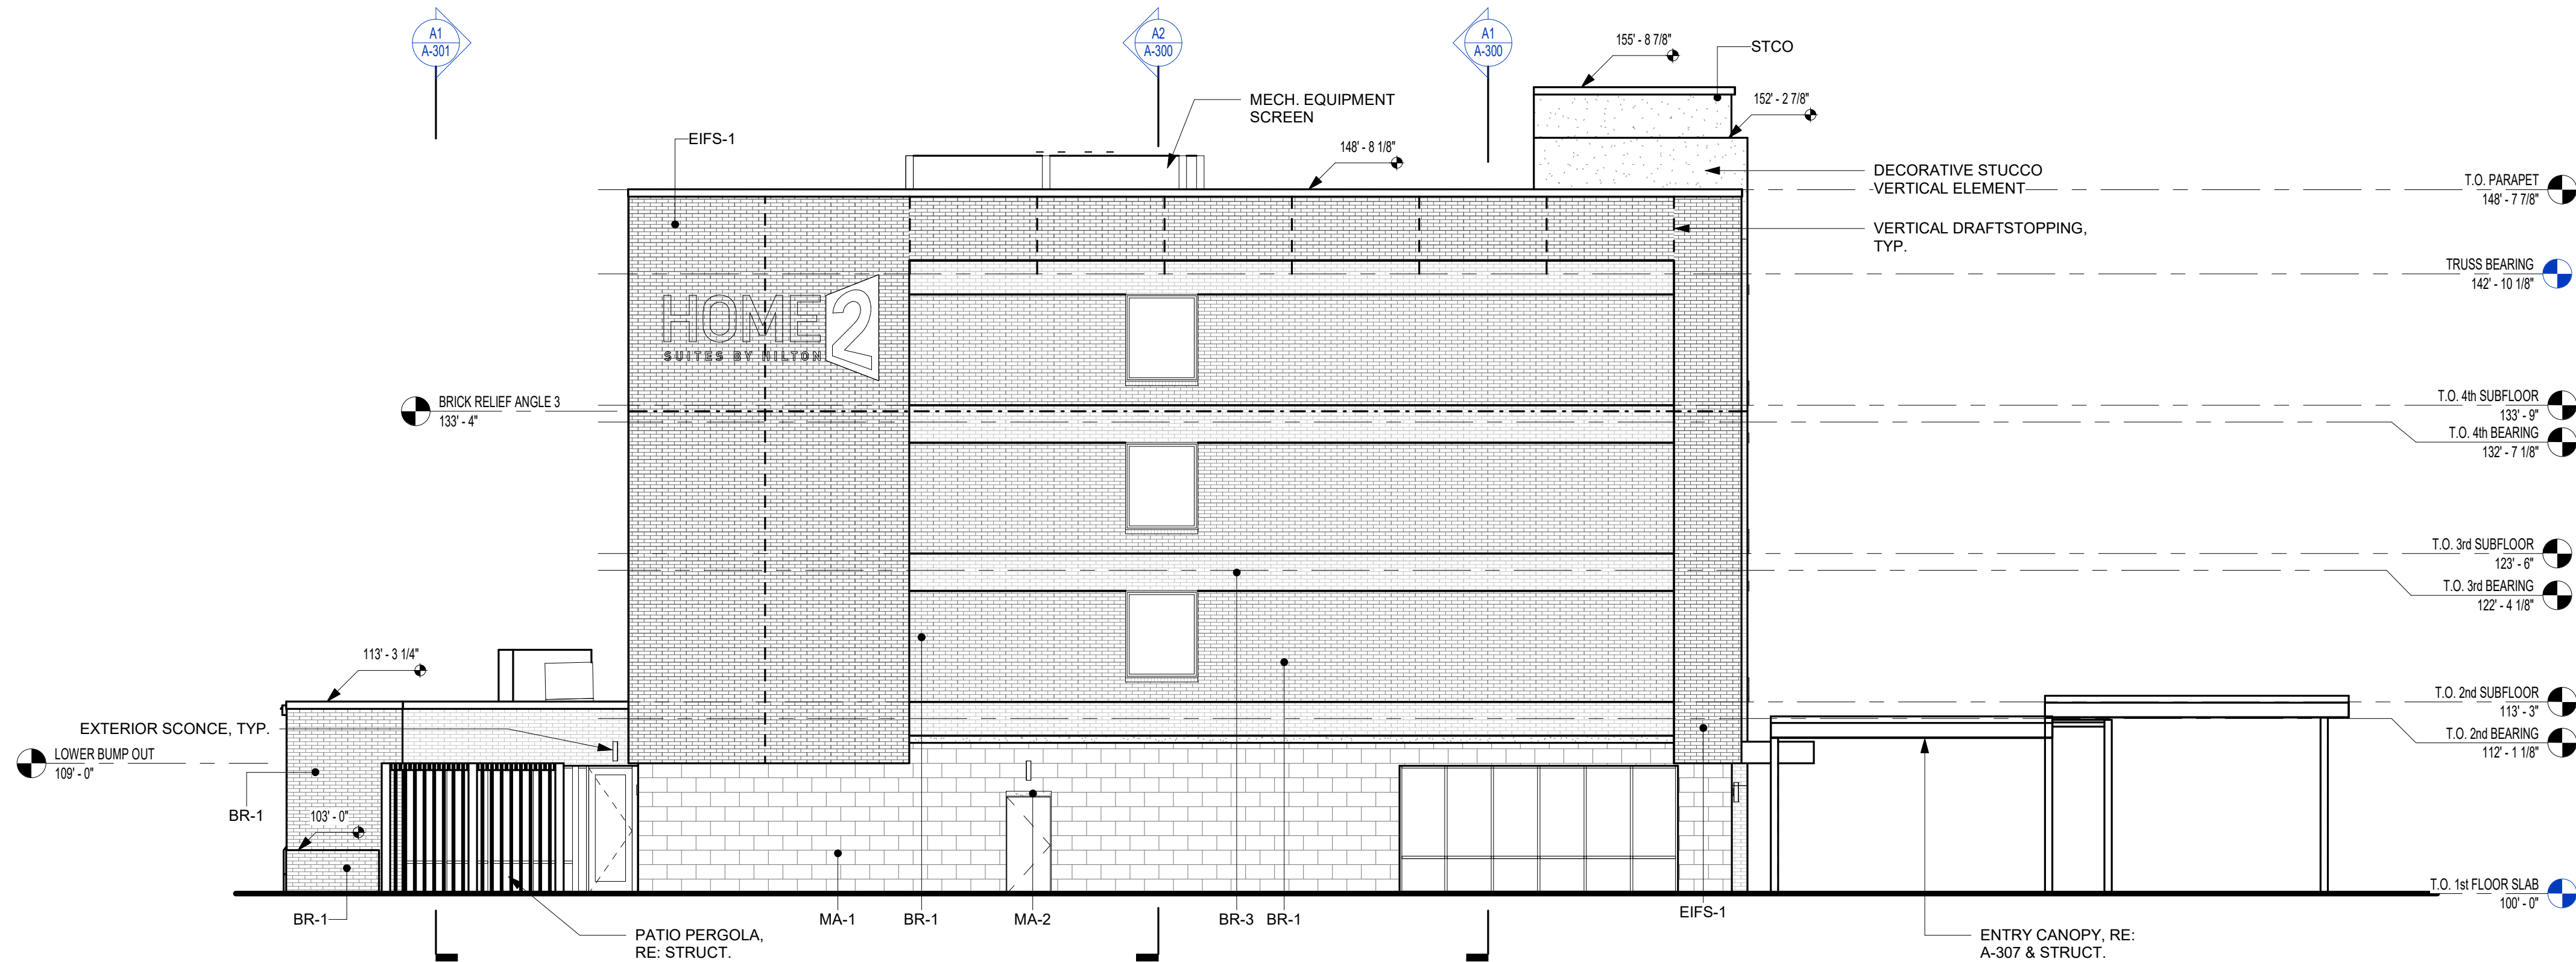 A1
A-301
A2
A-300
A1
A-300
155' - 8 7/8"
STCO
MECH. EQUIPMENT
SCREEN
152' - 2 7/8"
EIFS-1
148' - 8 1/8"
DECORATIVE STUCCO
VERTICAL ELEMENT
T.O. PARAPET
148' - 7 7/8"
VERTICAL DRAFTSTOPPING,
TYP.
TRUSS BEARING
142' - 10 1/8"
HOME 2
SUITES BY HILTON
BRICK RELIEF ANGLE 3
133' - 4"
T.O. 4th SUBFLOOR
133' - 9"
T.O. 4th BEARING
132' - 7 1/8"
T.O. 3rd SUBFLOOR
123' - 6"
T.O. 3rd BEARING
122' - 4 1/8"
113' - 3 1/4"
T.O. 2nd SUBFLOOR
113' - 3"
EXTERIOR SCONCE, TYP.
T.O. 2nd BEARING
112' - 1 1/8"
LOWER BUMP OUT
109' - 0"
BR-1
103' - 0"
T.O. 1st FLOOR SLAB
100' - 0"
BR-1
MA-1
BR-1
MA-2
BR-3
BR-1
EIFS-1
PATIO PERGOLA,
RE: STRUCT.
ENTRY CANOPY, RE:
A-307 & STRUCT.